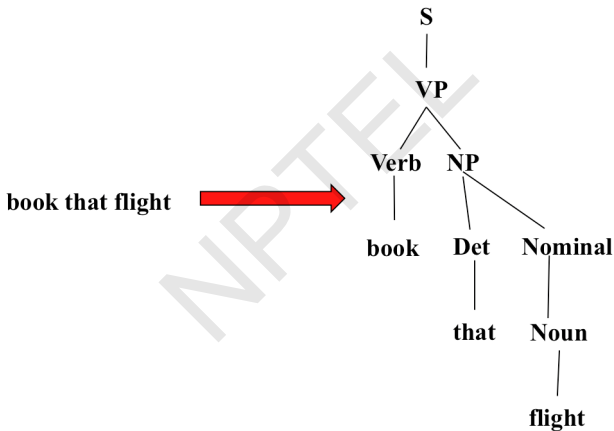 S
VP
Verb NP
book that flight
book Det Nominal
that Noun
flight
NPTEL